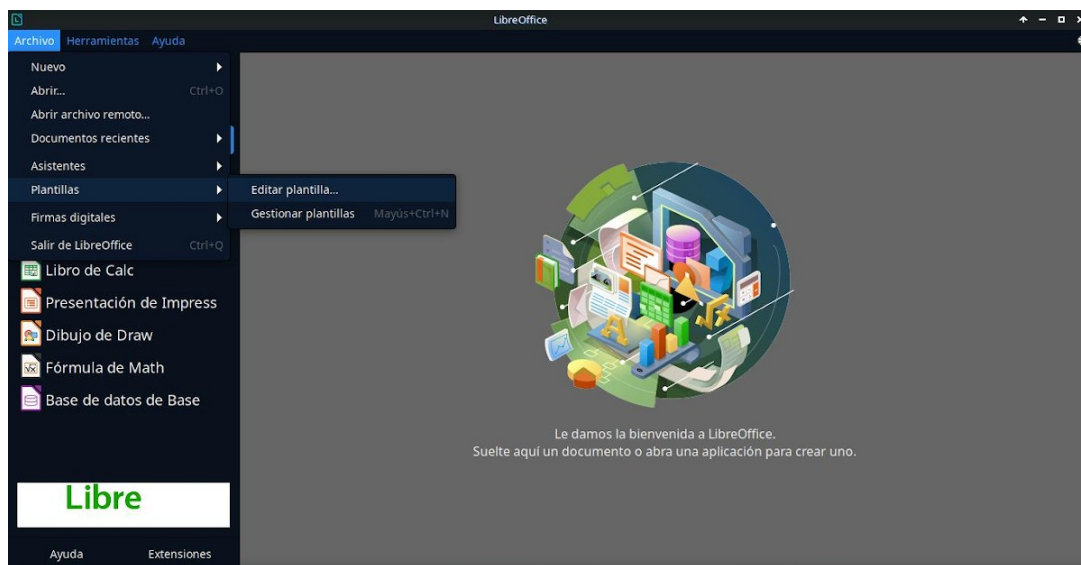 LibreOffice
Archivo Herramientas Ayuda
Nuevo
Abrir... Ctrl+O
Abrir archivo remoto...
Documentos recientes
Asistentes
Plantillas
Editar plantilla...
Gestionar plantillas Mayús+Ctrl+N
Firmas digitales
Salir de LibreOffice Ctrl+Q
Libro de Calc
Presentación de Impress
Dibujo de Draw
Fórmula de Math
Base de datos de Base
Le damos la bienvenida a LibreOffice.
Suelte aquí un documento o abra una aplicación para crear uno.
Libre
Ayuda Extensiones